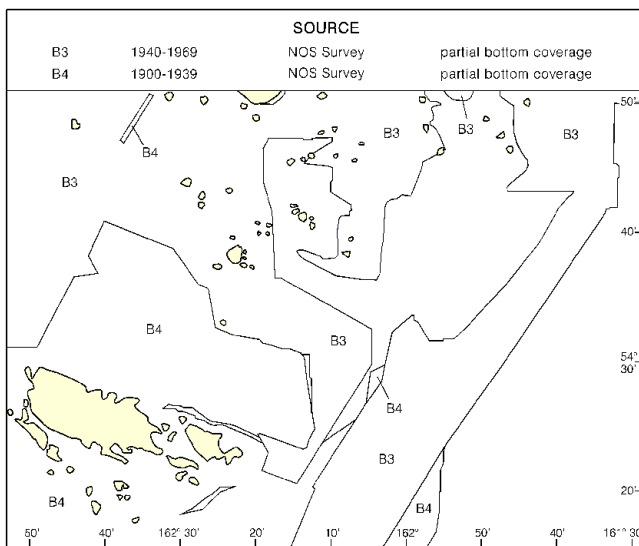 SOURCE
B3 1940-1969 NOS Survey partial bottom coverage
B4 1900-1939 NOS Survey partial bottom coverage
50'
B3
B3
B3
B4
B3
40'
B4
B3
54°
30'
B4
B3
B4
B4
20'
50' 40' 162° 30' 20' 10' 162° 50' 40' 30'